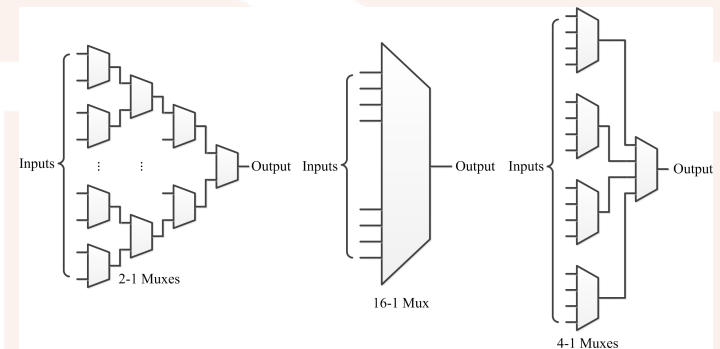 Inputs
⋮
⋮
Output
2-1 Muxes
Inputs
Output
16-1 Mux
Inputs
Output
4-1 Muxes